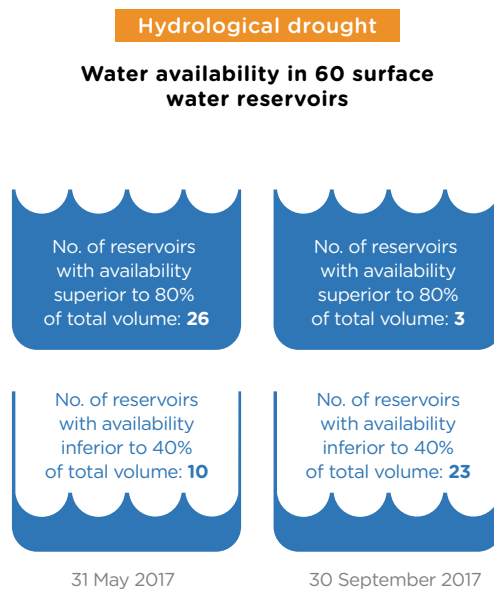 Hydrological drought
Water availability in 60 surface
water reservoirs
No. of reservoirs
with availability
superior to 80%
of total volume: 26
No. of reservoirs
with availability
superior to 80%
of total volume: 3
No. of reservoirs
with availability
inferior to 40%
of total volume: 10
No. of reservoirs
with availability
inferior to 40%
of total volume: 23
31 May 2017
30 September 2017